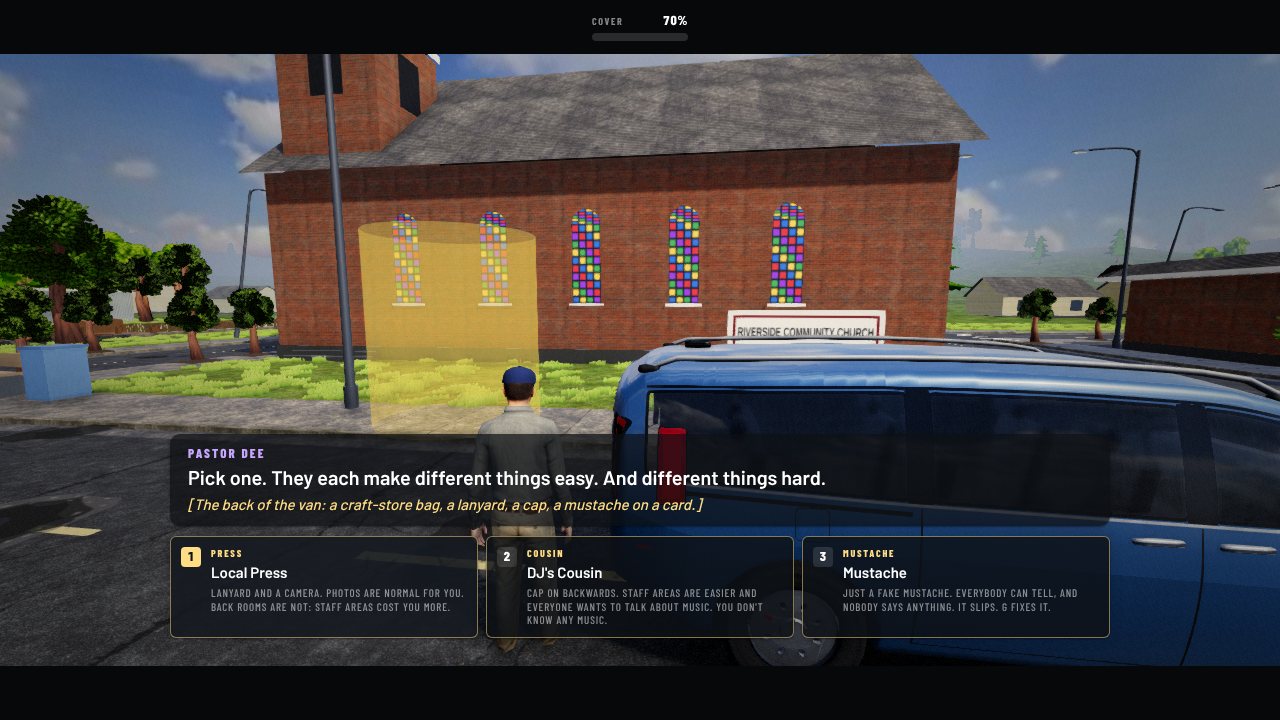 COVER 70%
RIVERSIDE COMMUNITY CHURCH
PASTOR DEE
Pick one. They each make different things easy. And different things hard.
[The back of the van: a craft-store bag, a lanyard, a cap, a mustache on a card.]
1 PRESS
Local Press
LANYARD AND A CAMERA. PHOTOS ARE NORMAL FOR YOU.
BACK ROOMS ARE NOT: STAFF AREAS COST YOU MORE.
2 COUSIN
DJ's Cousin
CAP ON BACKWARDS. STAFF AREAS ARE EASIER AND
EVERYONE WANTS TO TALK ABOUT MUSIC. YOU DON'T
KNOW ANY MUSIC.
3 MUSTACHE
Mustache
JUST A FAKE MUSTACHE. EVERYBODY CAN TELL, AND
NOBODY SAYS ANYTHING. IT SLIPS. G FIXES IT.